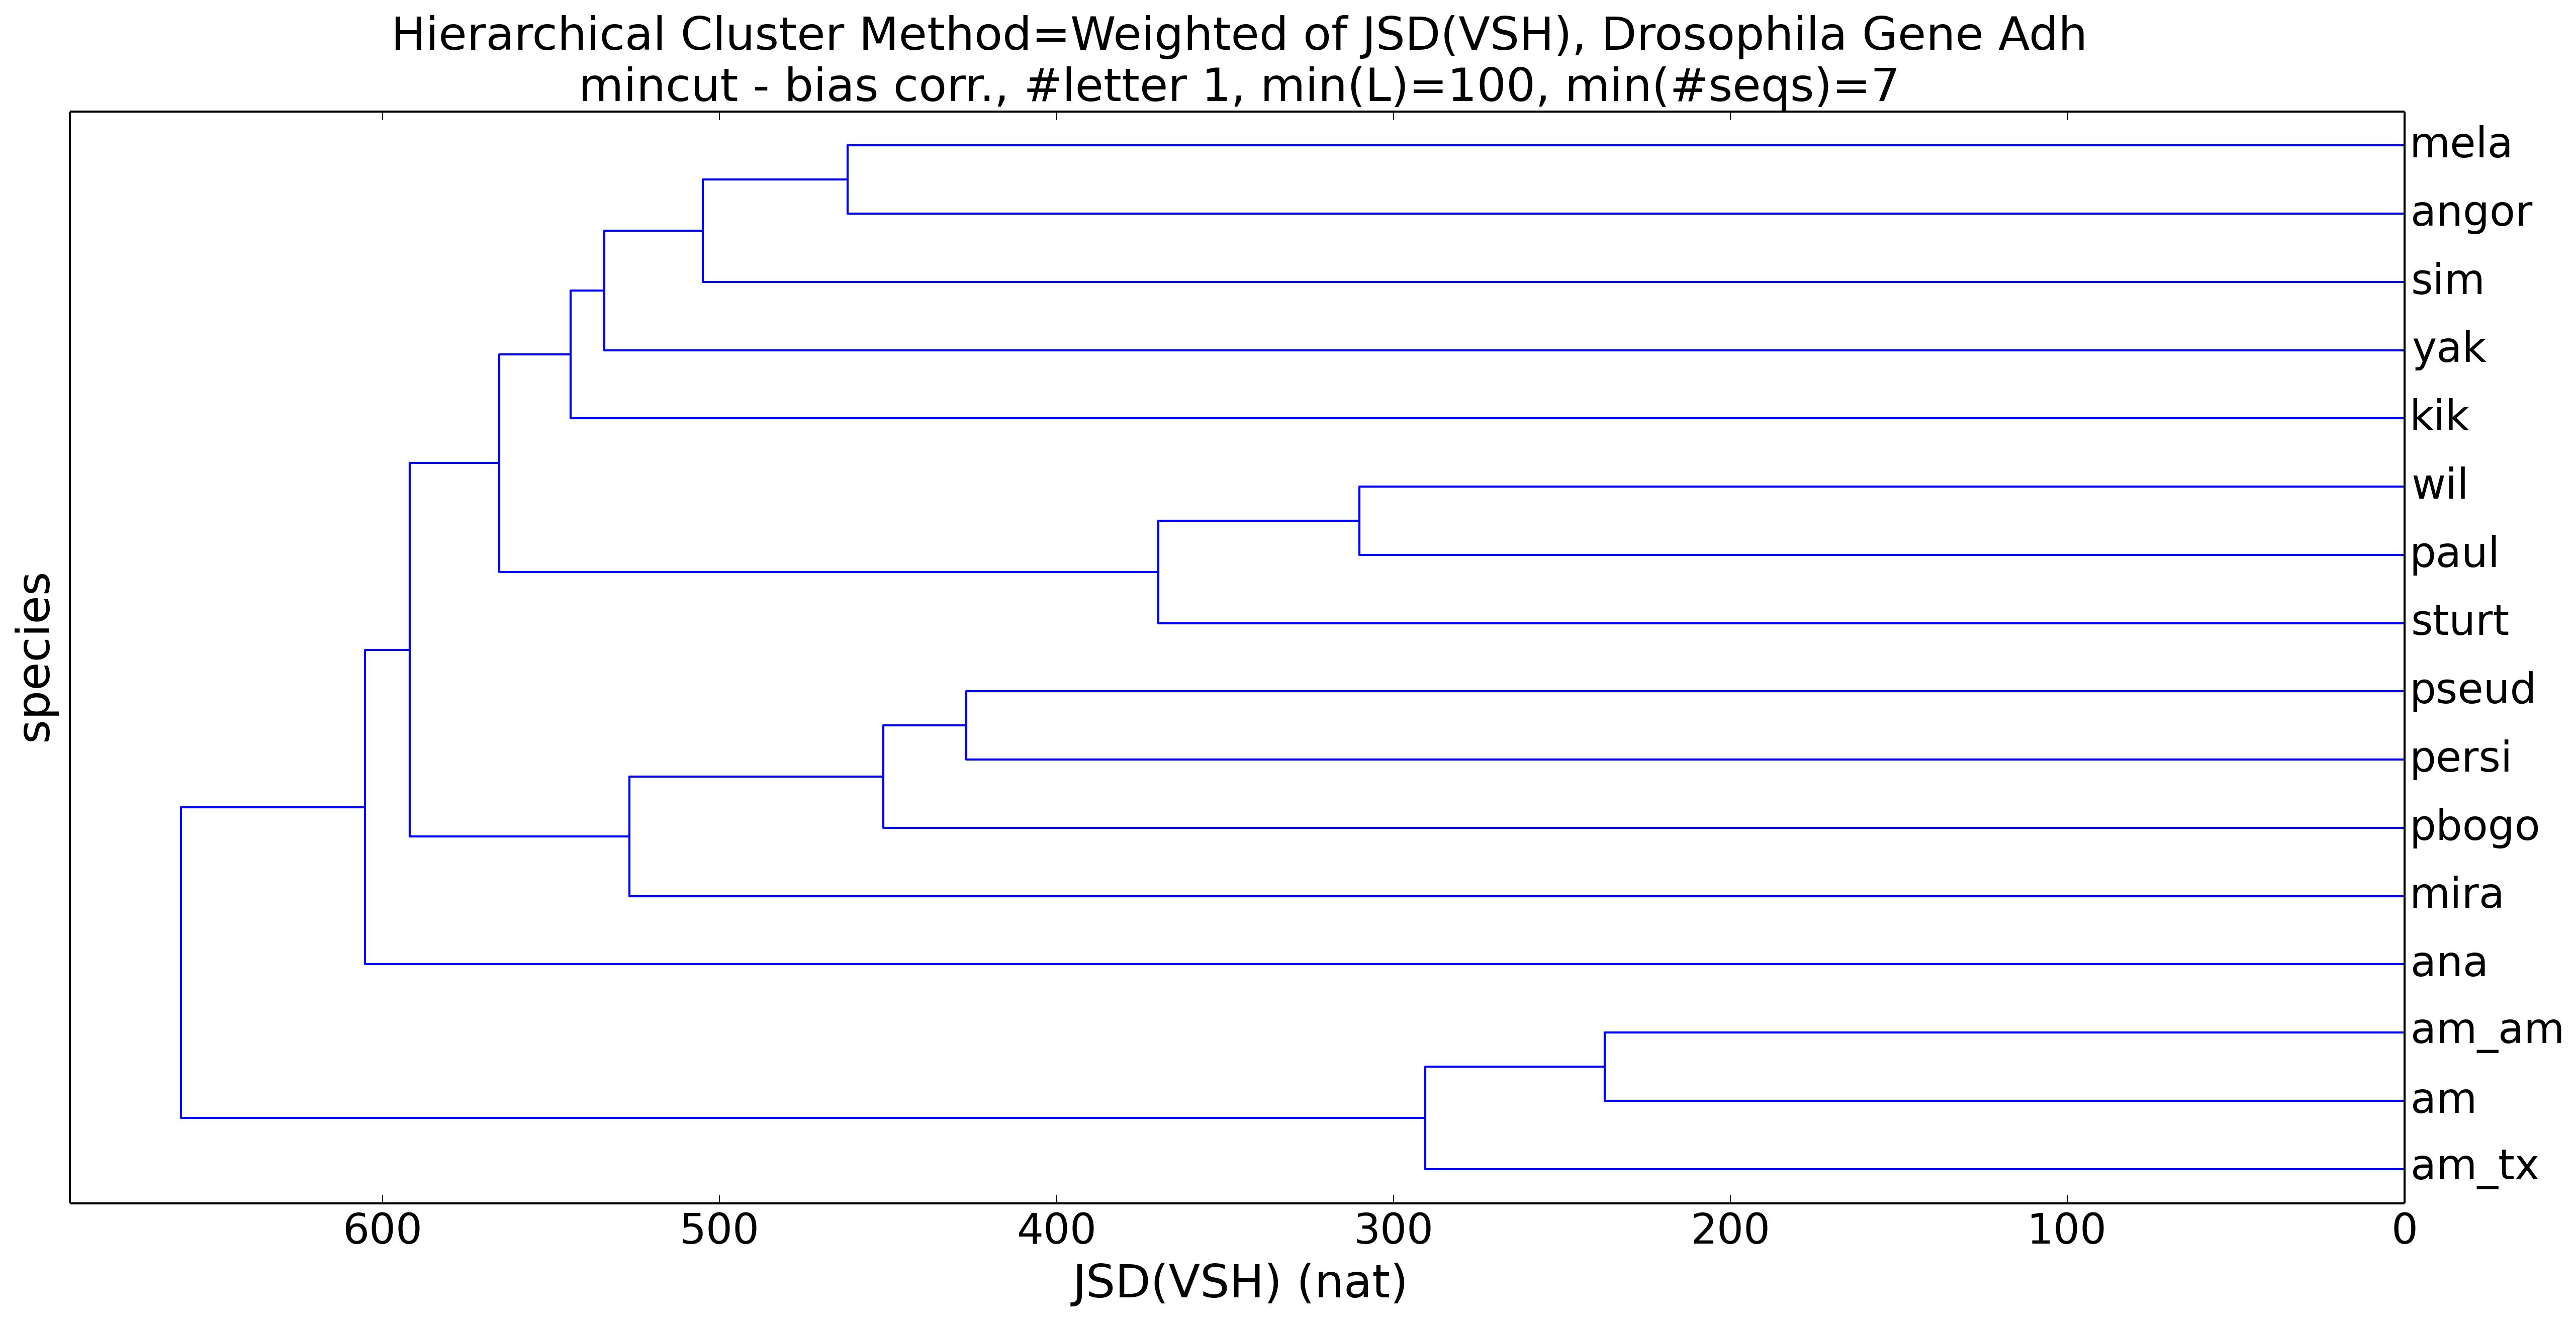 Hierarchical Cluster Method=Weighted of JSD(VSH), Drosophila Gene Adh
mincut - bias corr., #letter 1, min(L)=100, min(#seqs)=7
mela
angor
sim
yak
kik
wil
paul
sturt
pseud
persi
pbogo
mira
ana
am_am
am
am_tx
species
600 500 400 300 200 100 0
JSD(VSH) (nat)